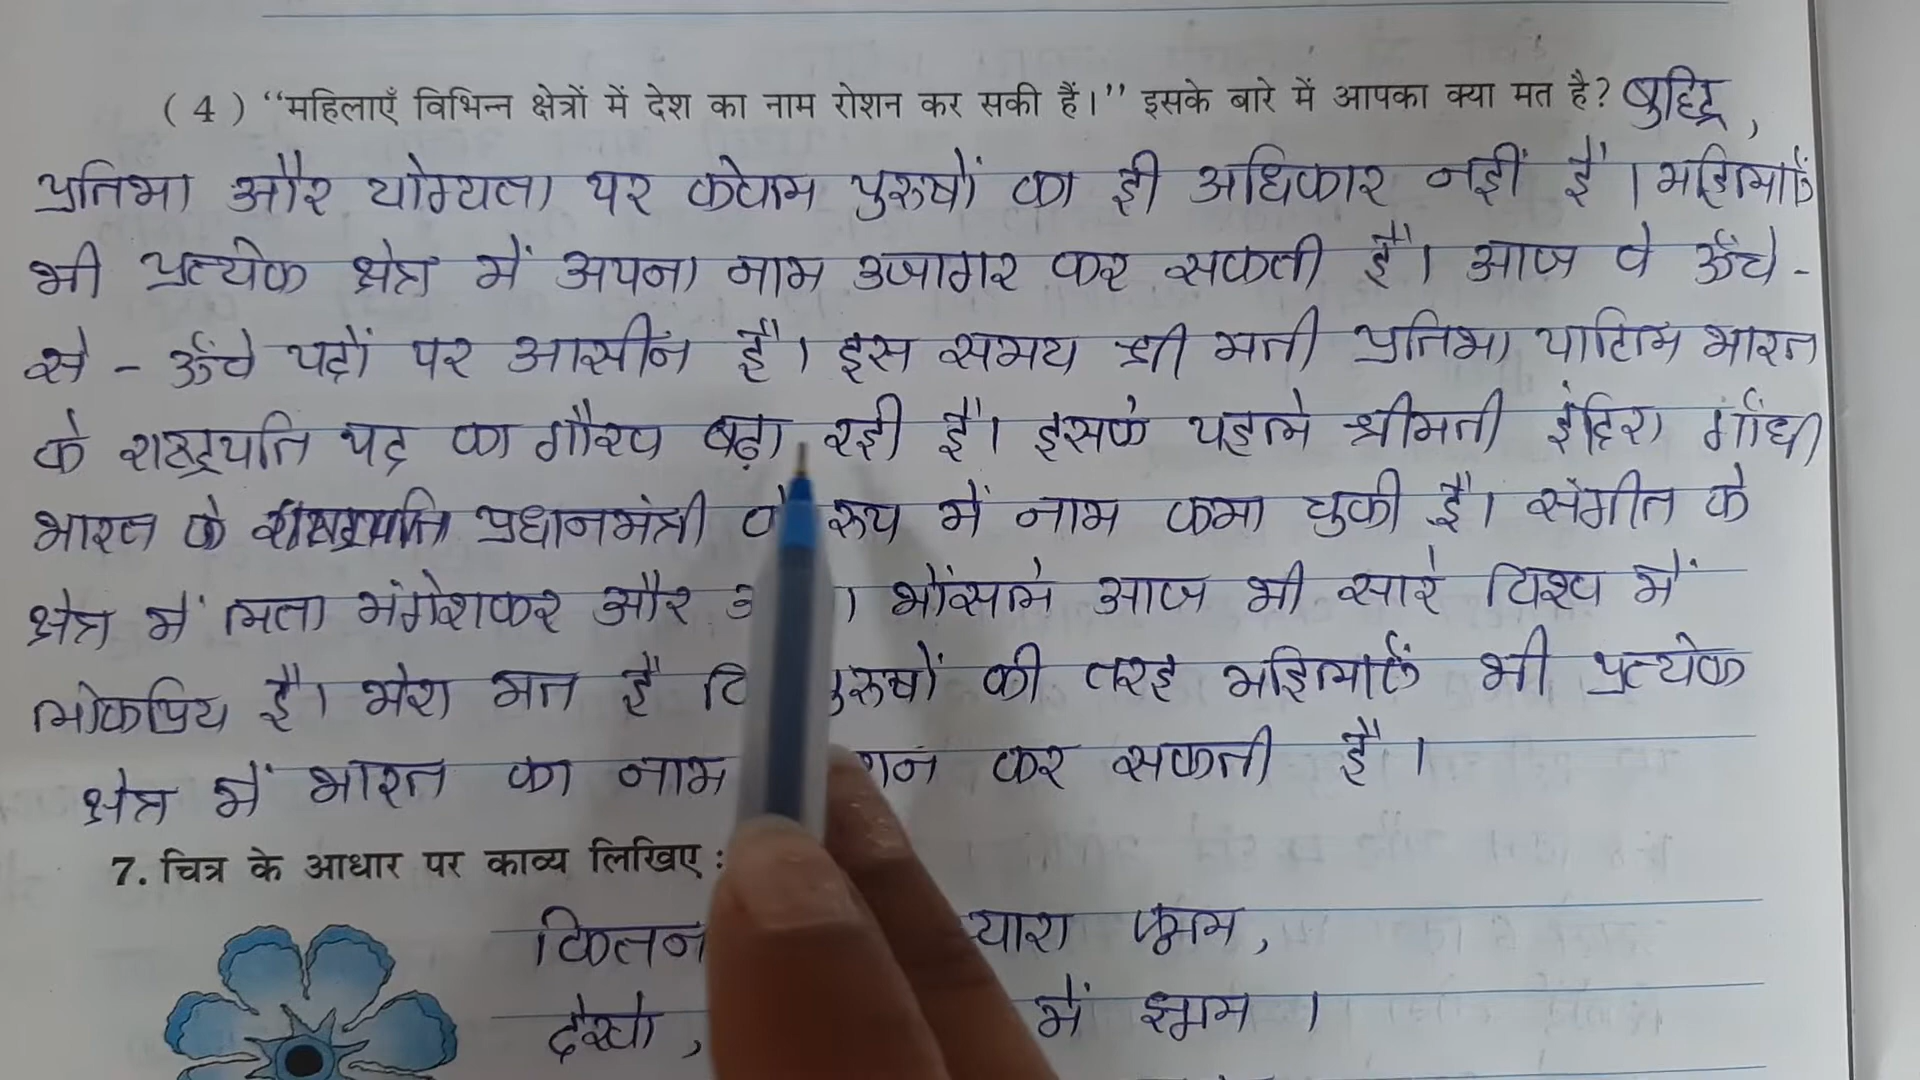 (4) “महिलाएँ विभिन्न क्षेत्रों में देश का नाम रोशन कर सकी हैं।” इसके बारे में आपका क्या मत है? बुद्धि,
प्रतिभा और योग्यता पर केवल पुरुषों का ही अधिकार नहीं है । महिलाएँ
भी प्रत्येक क्षेत्र में अपना नाम उजागर कर सकती हैं। आज वे ऊँचे -
से - ऊँचे पदों पर आसीन हैं। इस समय श्री मती प्रतिभा पाटिल भारत
के राष्ट्रपति पद का गौरव बढ़ा रही हैं। इसके पहले श्रीमती इंदिरा गाँधी
भारत के प्रधानमंत्री रूप में नाम कमा चुकी हैं। संगीत के
क्षेत्र में लता मंगेशकर और भोंसले आज भी सारे विश्व में
लोकप्रिय हैं। मेरा मत है की तरह महिलाएँ भी प्रत्येक
क्षेत्र में भारत का नाम कर सकती हैं ।
7. चित्र के आधार पर काव्य लिखिए :
फूल,
देखो, में झूल ।